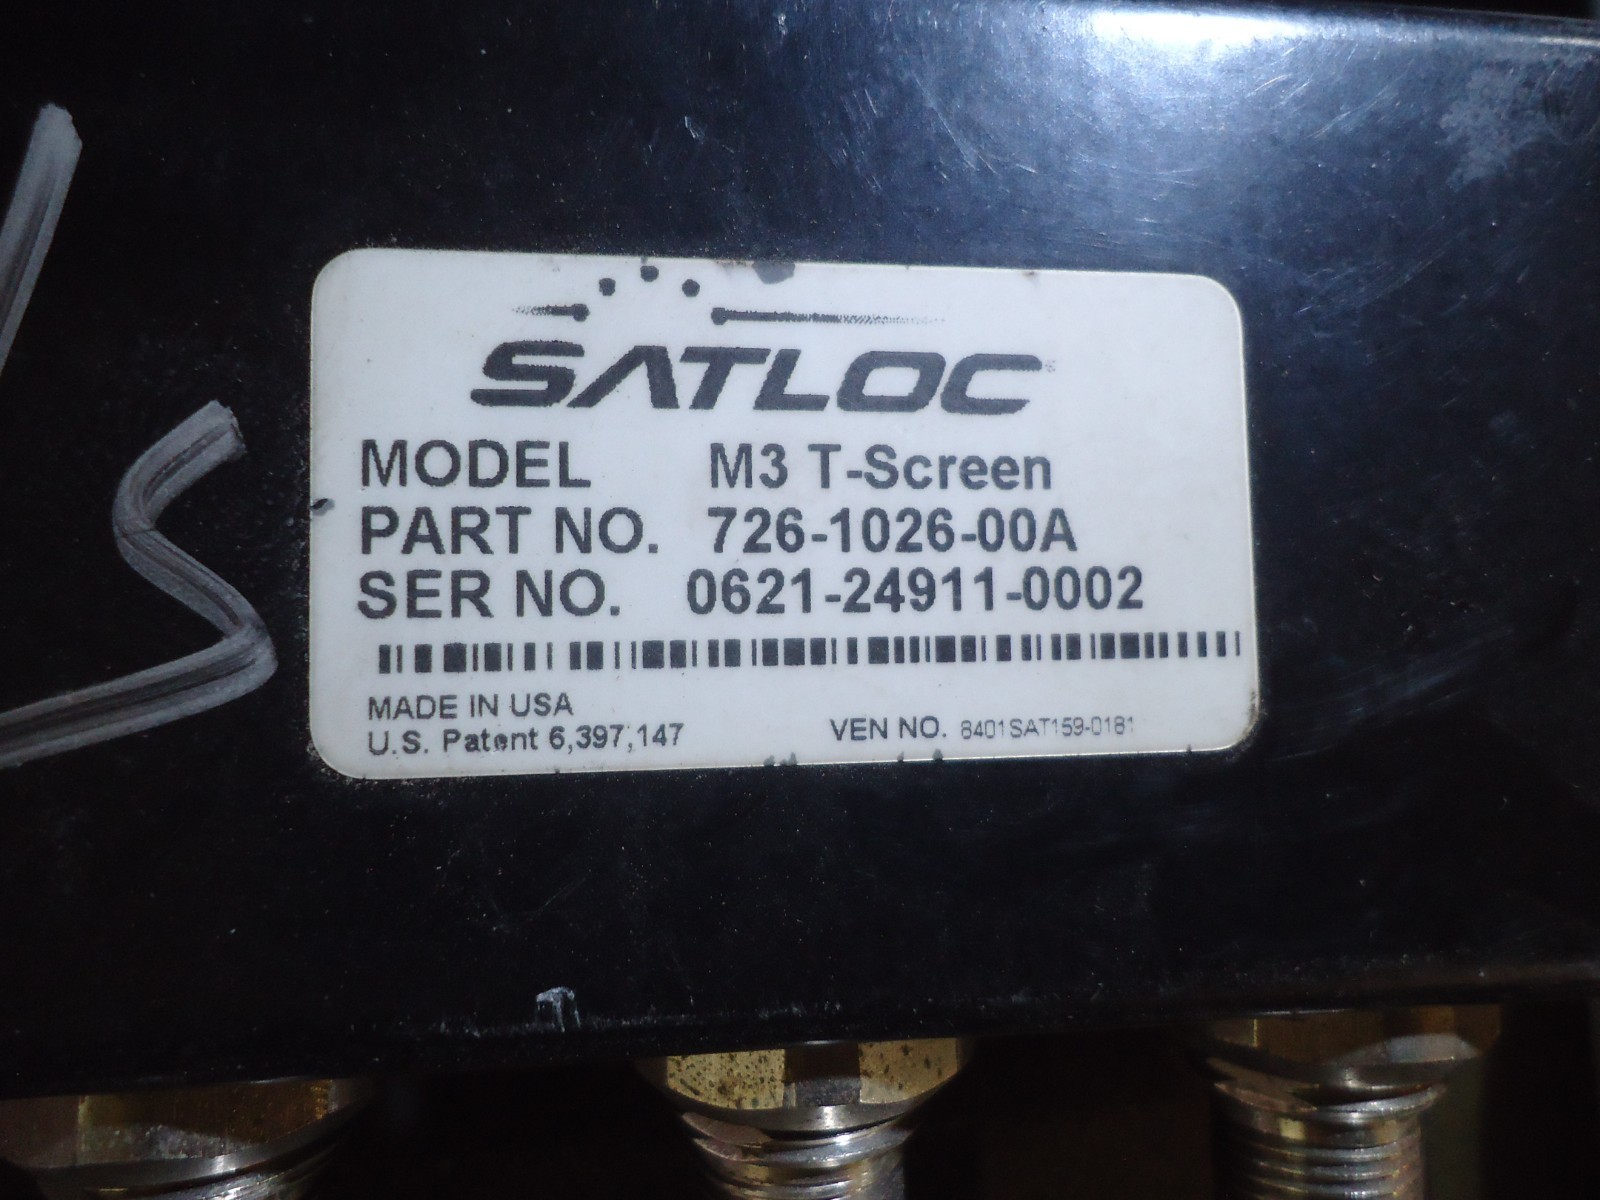 SATLOC
MODEL M3 T-Screen
PART NO. 726-1026-00A
SER NO. 0621-24911-0002
MADE IN USA
U.S. Patent 6,397,147
VEN NO. 8401SAT159-0181